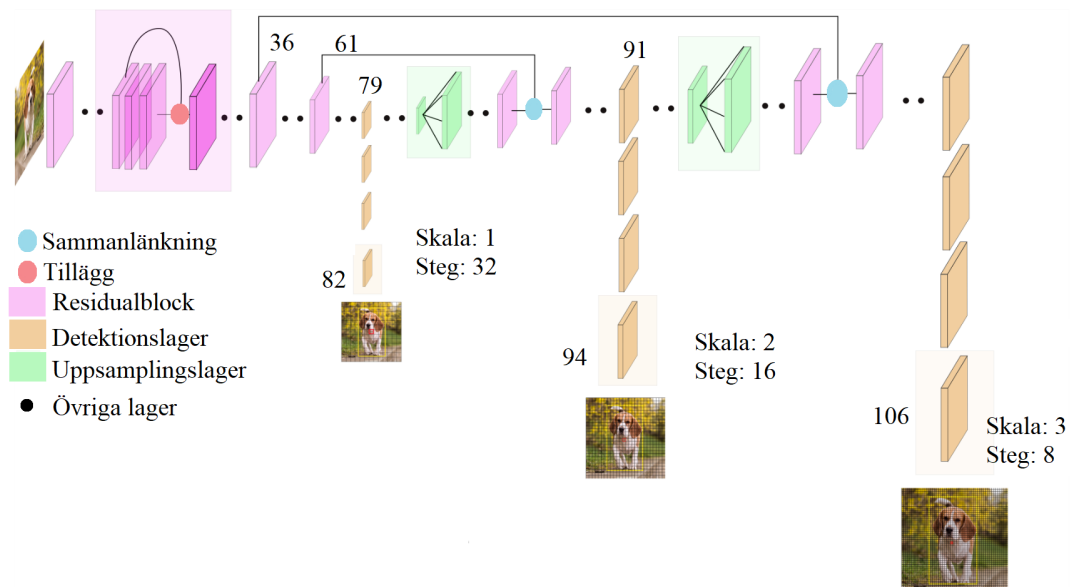 36
61
91
79
82
Skala: 1
Steg: 32
94
Skala: 2
Steg: 16
106
Skala: 3
Steg: 8
Sammanlänkning
Tillägg
Residualblock
Detektionslager
Uppsamplingslager
Övriga lager